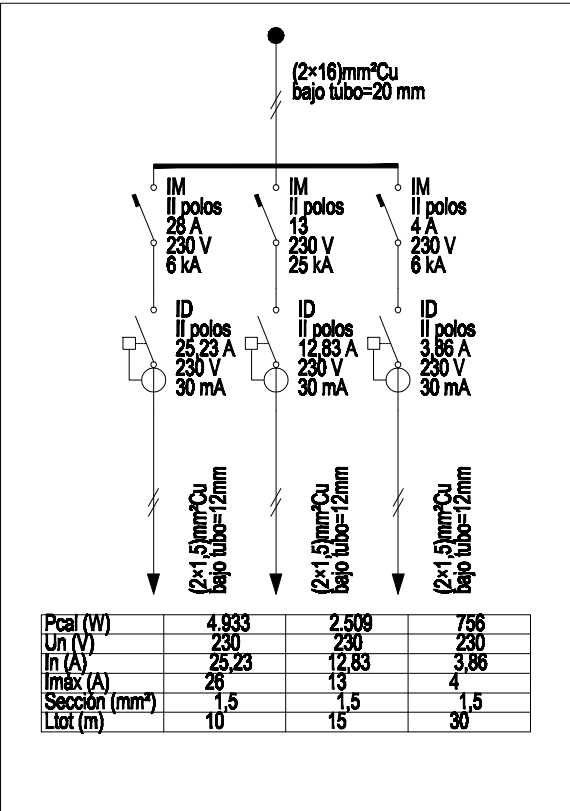 (2×16)mm²Cu
bajo tubo=20 mm
IM
II polos
28 A
230 V
6 kA
IM
II polos
13
230 V
25 kA
IM
II polos
4 A
230 V
6 kA
ID
II polos
25,23 A
230 V
30 mA
ID
II polos
12,83 A
230 V
30 mA
ID
II polos
3,86 A
230 V
30 mA
(2×1,5)mm²Cu
bajo tubo=12mm
(2×1,5)mm²Cu
bajo tubo=12mm
(2×1,5)mm²Cu
bajo tubo=12mm
Pcal (W) 4.933 2.509 756
Un (V) 230 230 230
In (A) 25,23 12,83 3,86
Imáx (A) 26 13 4
Sección (mm²) 1,5 1,5 1,5
Ltot (m) 10 15 30